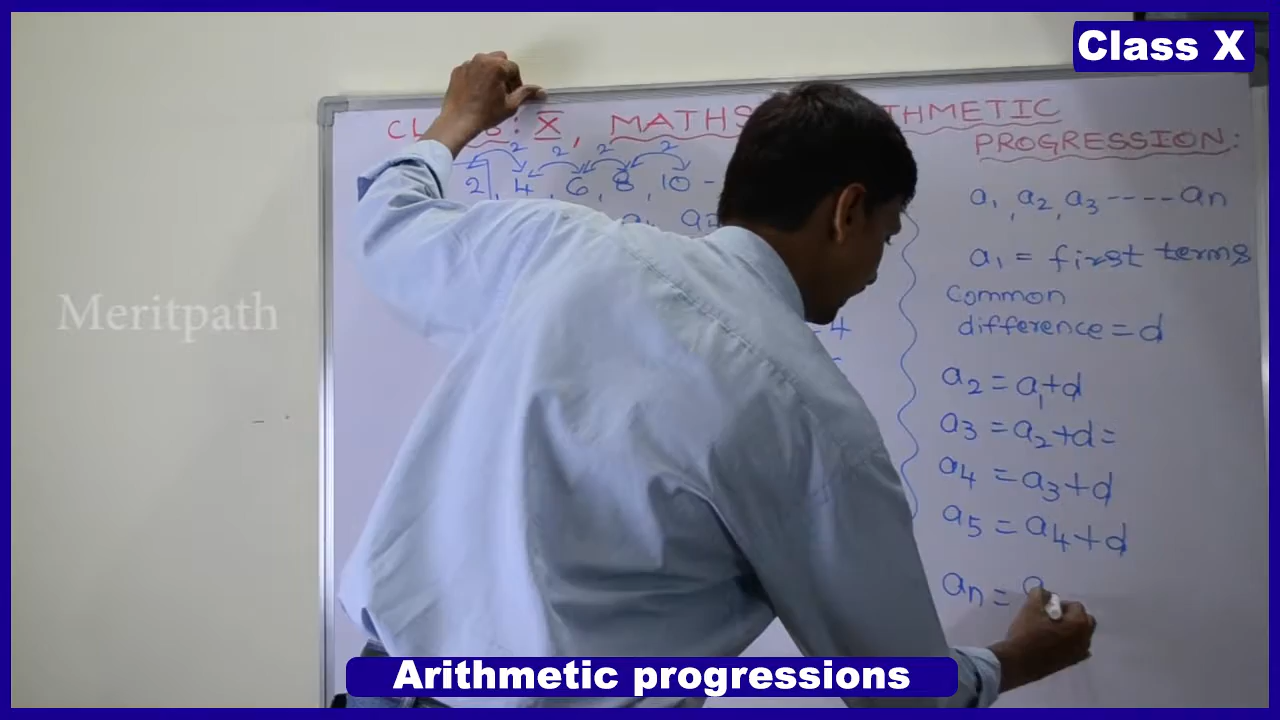 Class X
CL : X, MATHS THMETIC
PROGRESSION:
2 2 2 2
2, 4, 6, 8, 10 -
a1, a2, a3 ---- an
a1 = first terms
Common
difference = d
= 4
a2 = a1+d
a3 = a2+d=
a4 = a3+d
a5 = a4+d
an = a
Meritpath
Arithmetic progressions